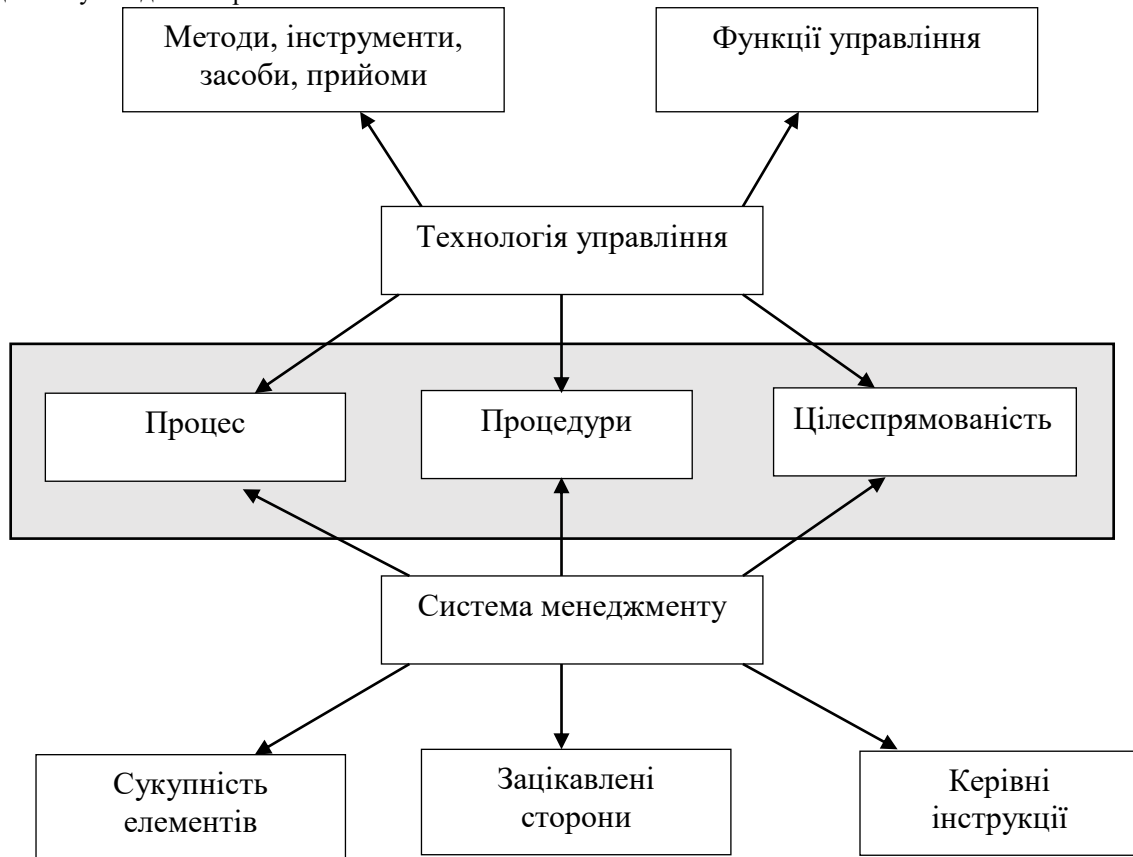 Методи, інструменти,
засоби, прийоми
Функції управління
Технологія управління
Процес
Процедури
Цілеспрямованість
Система менеджменту
Сукупність
елементів
Зацікавлені
сторони
Керівні
інструкції